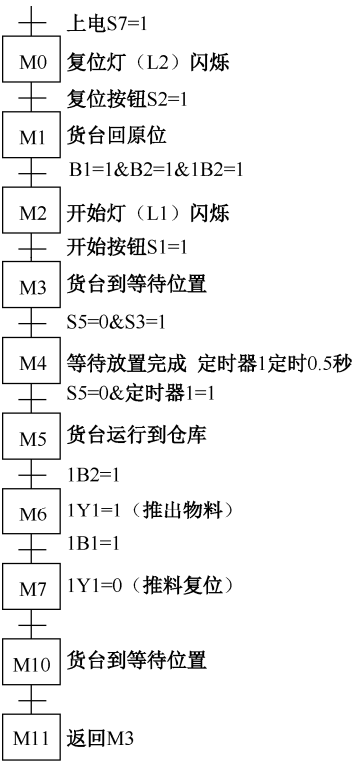 上电S7=1
M0 复位灯（L2）闪烁
复位按钮S2=1
M1 货台回原位
B1=1&B2=1&1B2=1
M2 开始灯（L1）闪烁
开始按钮S1=1
M3 货台到等待位置
S5=0&S3=1
M4 等待放置完成 定时器1定时0.5秒
S5=0&定时器1=1
M5 货台运行到仓库
1B2=1
M6 1Y1=1（推出物料）
1B1=1
M7 1Y1=0（推料复位）
M10 货台到等待位置
M11 返回M3